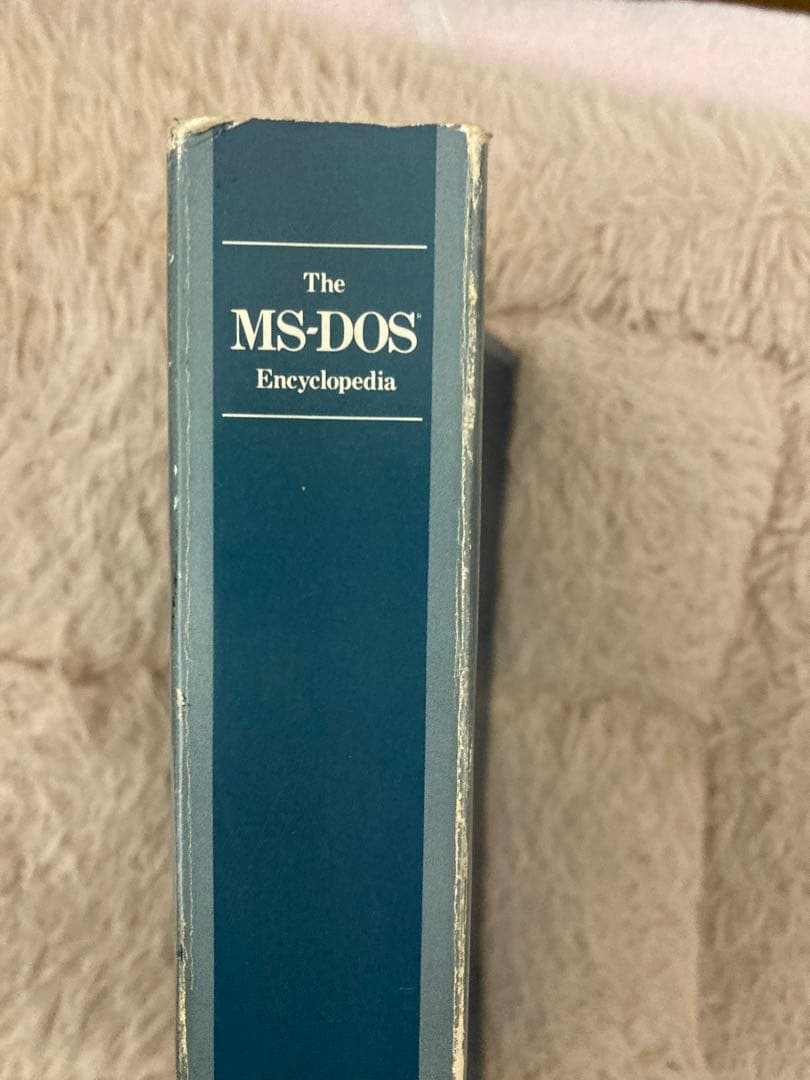 The
MS-DOS
Encyclopedia